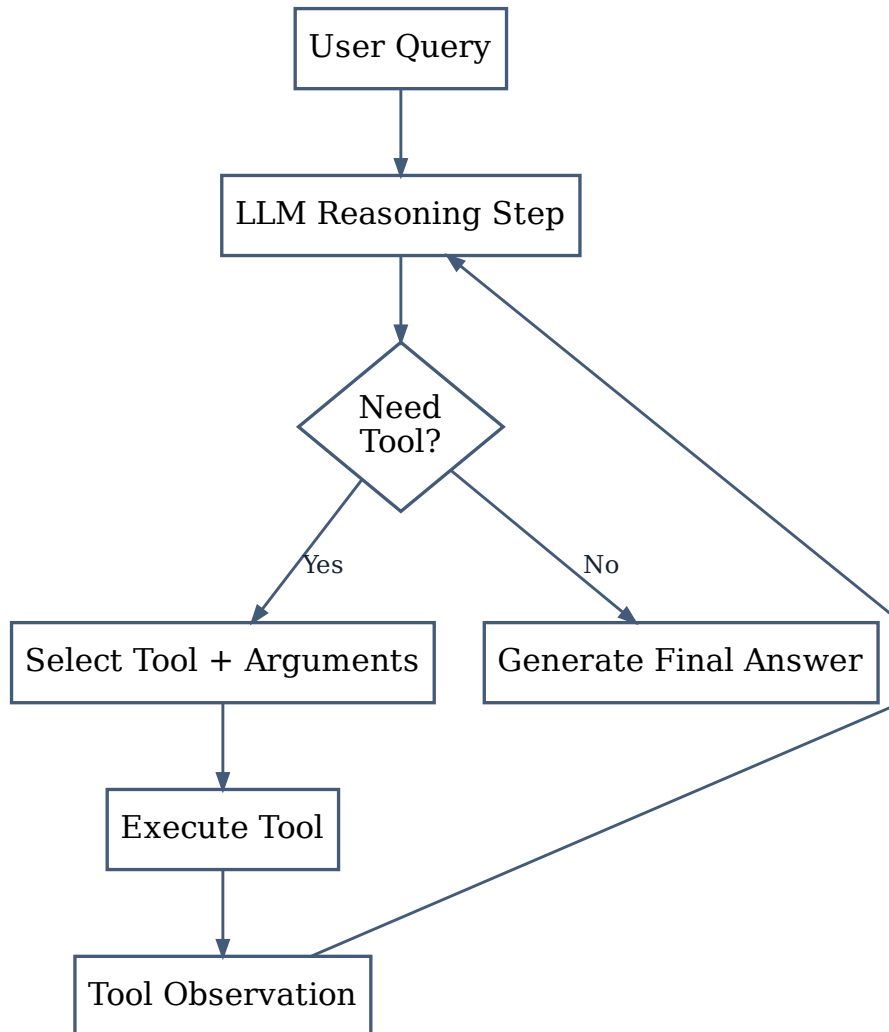 User Query
LLM Reasoning Step
Need
Tool?
Yes
No
Select Tool + Arguments
Generate Final Answer
Execute Tool
Tool Observation